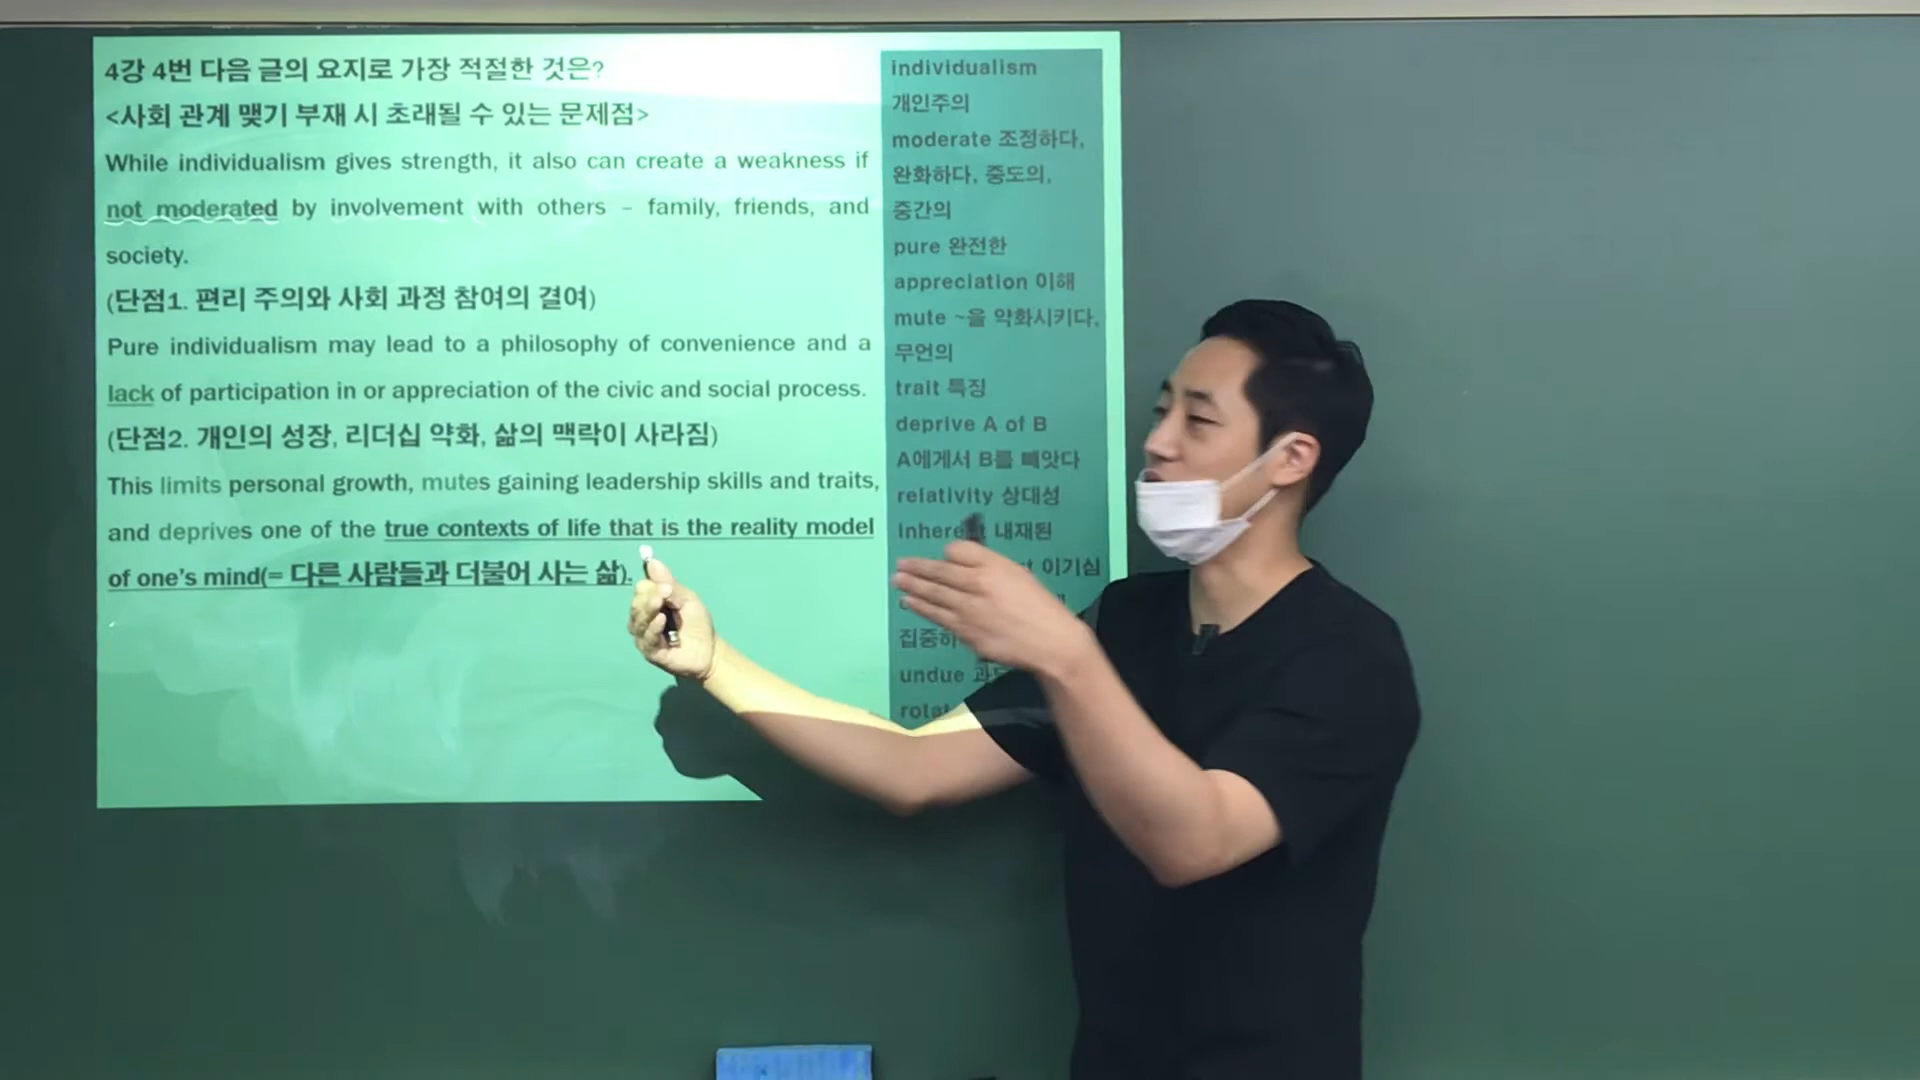 4강 4번 다음 글의 요지로 가장 적절한 것은?
<사회 관계 맺기 부재 시 초래될 수 있는 문제점>
While individualism gives strength, it also can create a weakness if
not moderated by involvement with others – family, friends, and
society.
(단점1. 편리 주의와 사회 과정 참여의 결여)
Pure individualism may lead to a philosophy of convenience and a
lack of participation in or appreciation of the civic and social process.
(단점2. 개인의 성장, 리더십 약화, 삶의 맥락이 사라짐)
This limits personal growth, mutes gaining leadership skills and traits,
and deprives one of the true contexts of life that is the reality model
of one's mind(= 다른 사람들과 더불어 사는 삶).
individualism
개인주의
moderate 조정하다,
완화하다, 중도의,
중간의
pure 완전한
appreciation 이해
mute ~을 약화시키다,
무언의
trait 특징
deprive A of B
A에게서 B를 빼앗다
relativity 상대성
inherent 내재된
이기심
undue